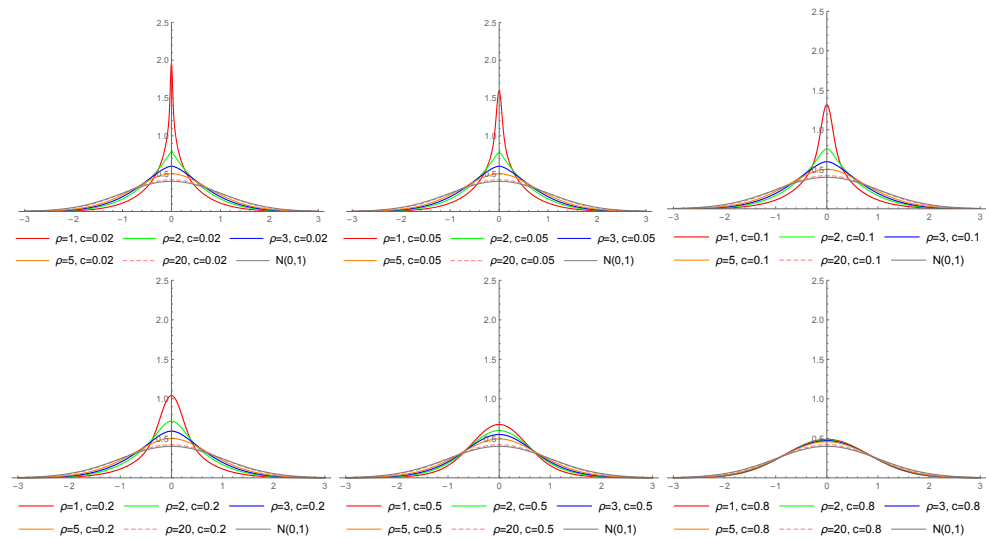 2.5
2.0
1.5
1.0
0.5
−3 −2 −1 0 1 2 3
ρ=1, c=0.02 ρ=2, c=0.02 ρ=3, c=0.02
ρ=5, c=0.02 ρ=20, c=0.02 N(0,1)
2.5
2.0
1.5
1.0
0.5
−3 −2 −1 0 1 2 3
ρ=1, c=0.05 ρ=2, c=0.05 ρ=3, c=0.05
ρ=5, c=0.05 ρ=20, c=0.05 N(0,1)
2.5
2.0
1.5
1.0
0.5
−3 −2 −1 0 1 2 3
ρ=1, c=0.1 ρ=2, c=0.1 ρ=3, c=0.1
ρ=5, c=0.1 ρ=20, c=0.1 N(0,1)
2.5
2.0
1.5
1.0
0.5
−3 −2 −1 0 1 2 3
ρ=1, c=0.2 ρ=2, c=0.2 ρ=3, c=0.2
ρ=5, c=0.2 ρ=20, c=0.2 N(0,1)
2.5
2.0
1.5
1.0
0.5
−3 −2 −1 0 1 2 3
ρ=1, c=0.5 ρ=2, c=0.5 ρ=3, c=0.5
ρ=5, c=0.5 ρ=20, c=0.5 N(0,1)
2.5
2.0
1.5
1.0
0.5
−3 −2 −1 0 1 2 3
ρ=1, c=0.8 ρ=2, c=0.8 ρ=3, c=0.8
ρ=5, c=0.8 ρ=20, c=0.8 N(0,1)